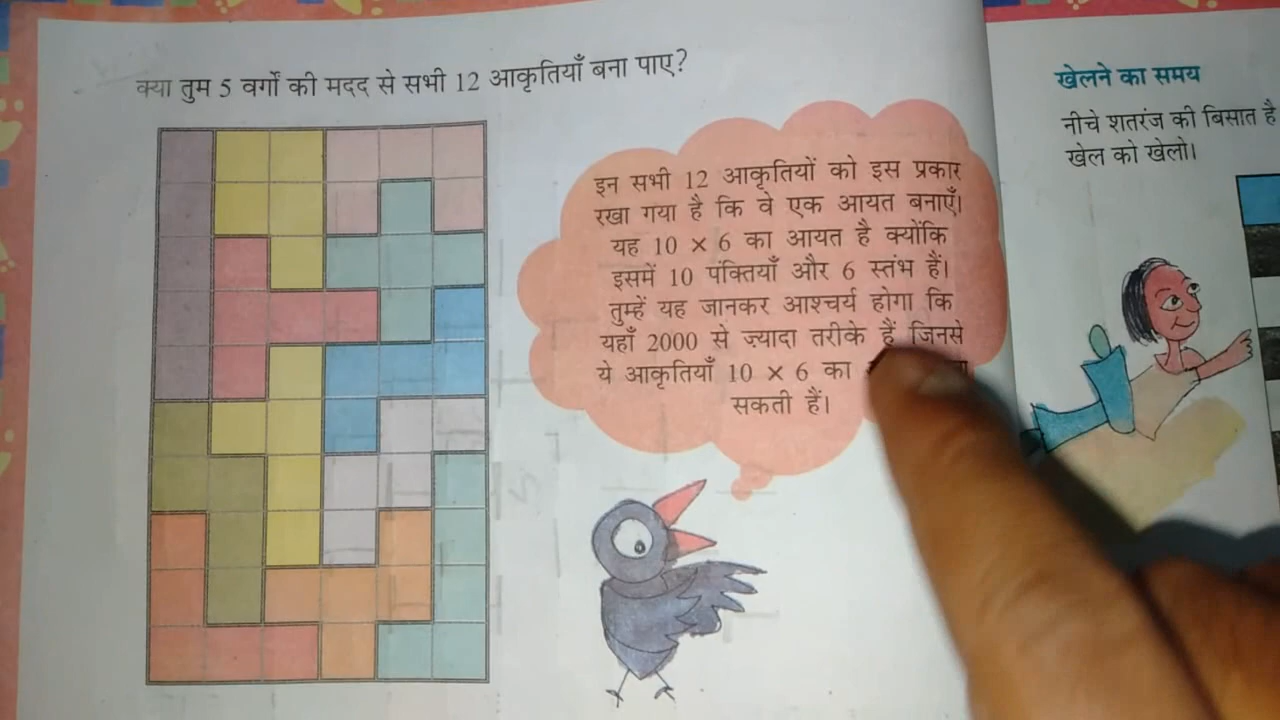 क्या तुम 5 वर्गों की मदद से सभी 12 आकृतियाँ बना पाए?
इन सभी 12 आकृतियों को इस प्रकार
रखा गया है कि वे एक आयत बनाएँ।
यह 10 × 6 का आयत है क्योंकि
इसमें 10 पंक्तियाँ और 6 स्तंभ हैं।
तुम्हें यह जानकर आश्चर्य होगा कि
यहाँ 2000 से ज़्यादा तरीके हैं जिनसे
ये आकृतियाँ 10 × 6 का
सकती हैं।
खेलने का समय
नीचे शतरंज की बिसात है
खेल को खेलो।